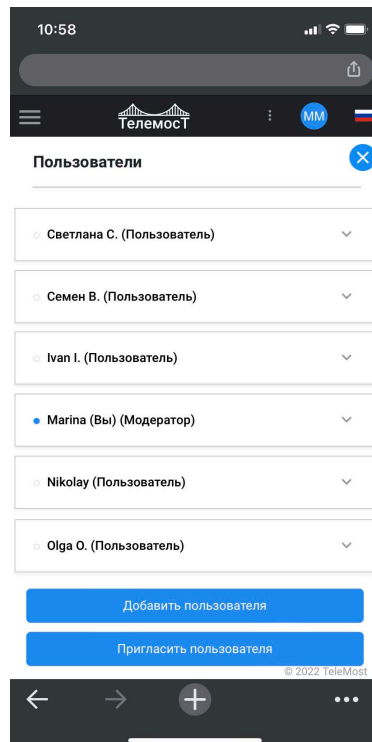 10:58
ТелемосТ
ММ
Пользователи
Светлана С. (Пользователь)
Семен В. (Пользователь)
Ivan I. (Пользователь)
Marina (Вы) (Модератор)
Nikolay (Пользователь)
Olga O. (Пользователь)
Добавить пользователя
Пригласить пользователя
© 2022 TeleMost